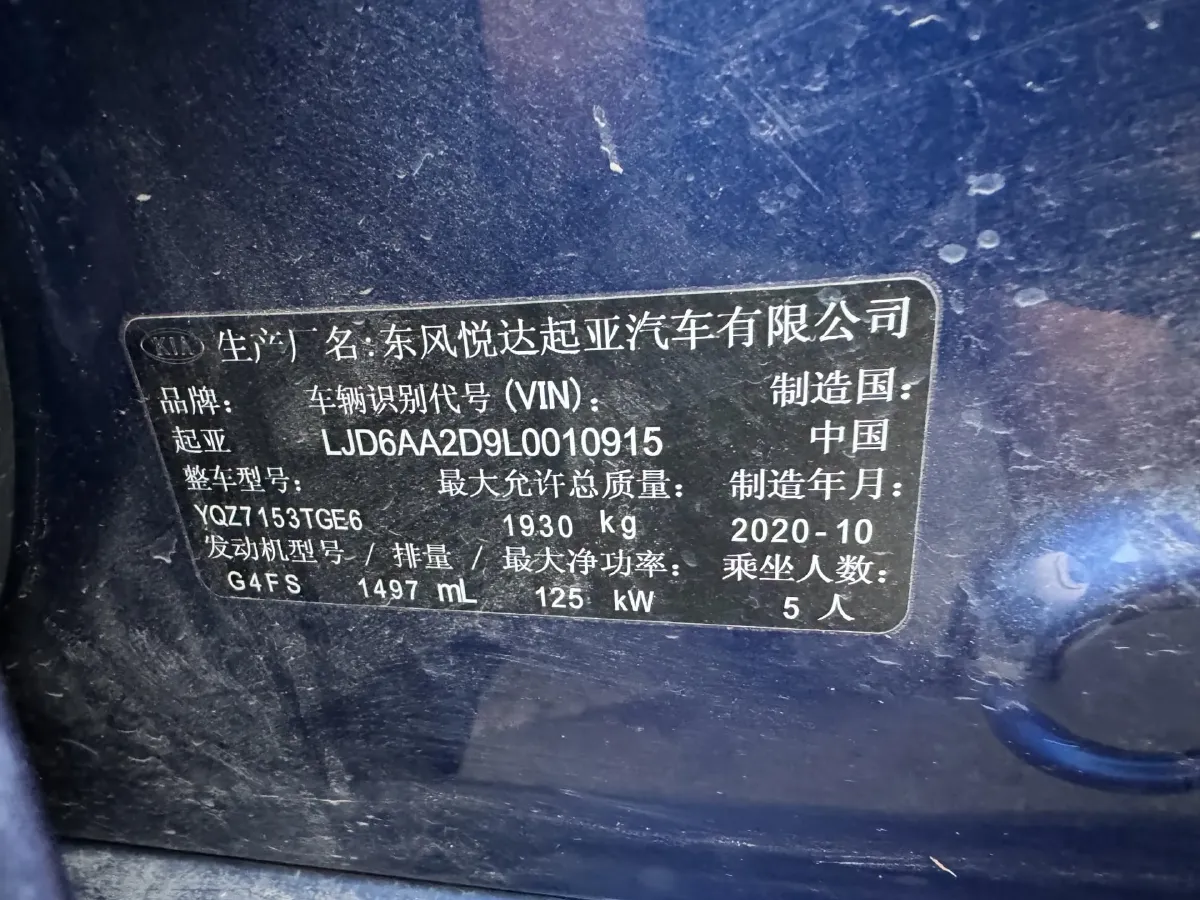 KIA 生产厂名:东风悦达起亚汽车有限公司
品牌: 车辆识别代号(VIN): 制造国:
起亚 LJD6AA2D9L0010915 中国
整车型号: 最大允许总质量: 制造年月:
YQZ7153TGE6 1930 kg 2020-10
发动机型号 / 排量 / 最大净功率: 乘坐人数:
G4FS 1497 mL 125 kW 5 人